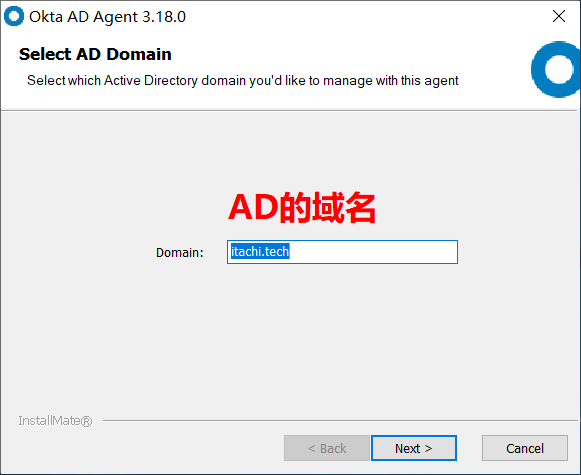 Okta AD Agent 3.18.0
Select AD Domain
Select which Active Directory domain you'd like to manage with this agent
AD的域名
Domain: itachi.tech
InstallMate®
< Back Next > Cancel